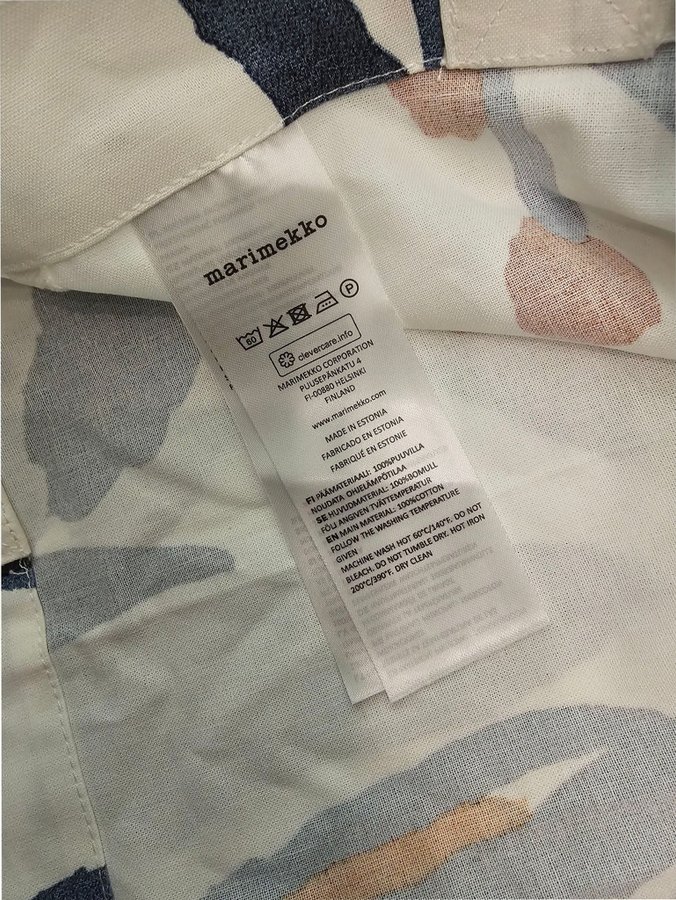 marimekko
60 P
clevercare.info
MARIMEKKO CORPORATION
PUUSEPÄNKATU 4
FI-00880 HELSINKI
FINLAND
www.marimekko.com
MADE IN ESTONIA
FABRICADO EN ESTONIA
FABRIQUÉ EN ESTONIE
FI PÄÄMATERIAALI: 100%PUUVILLA
NOUDATA OHJELÄMPÖTILAA
SE HUVUDMATERIAL: 100%BOMULL
FÖLJ ANGIVEN TVÄTTEMPERATUR
EN MAIN MATERIAL: 100%COTTON
FOLLOW THE WASHING TEMPERATURE
GIVEN
MACHINE WASH HOT 60°C/140°F. DO NOT
BLEACH. DO NOT TUMBLE DRY. HOT IRON
200°C/390°F. DRY CLEAN